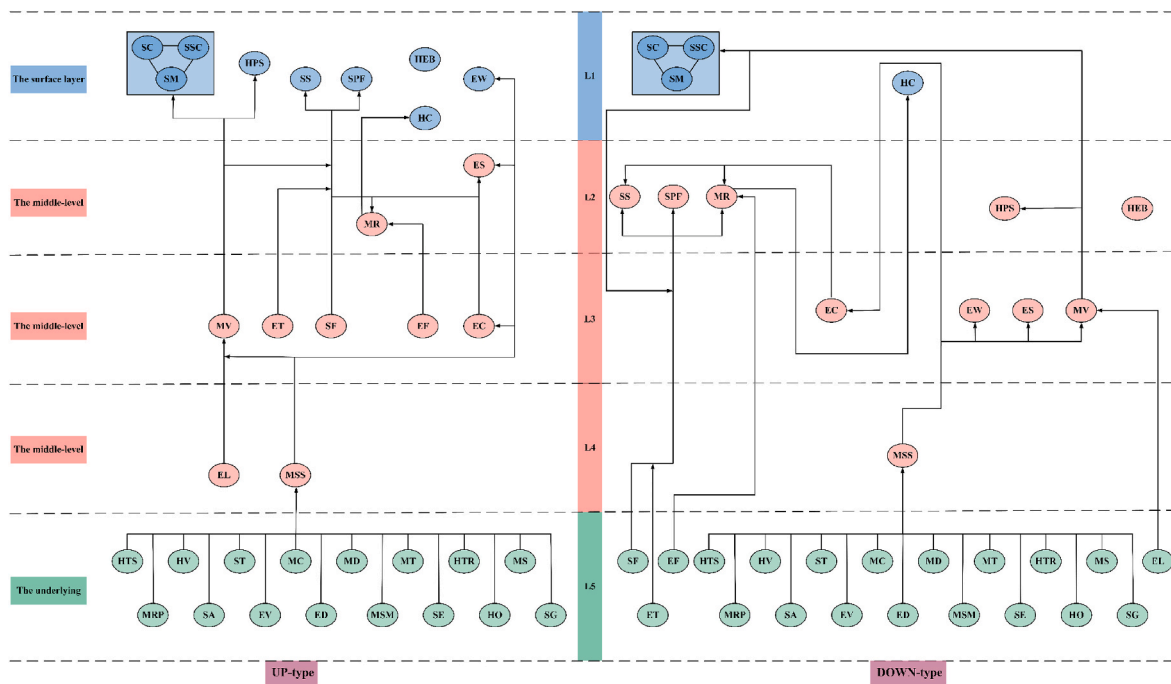 SC SSC SM HPS SS SPF HEB EW HC
The surface layer
L1
SC SSC SM HC
ES MR
The middle-level
L2
SS SPF MR HPS HEB
MV ET SF EF EC
The middle-level
L3
EC EW ES MV
EL MSS
The middle-level
L4
MSS
HTS HV ST MC MD MT HTR MS
MRP SA EV ED MSM SE HO SG
The underlying
L5
SF EF HTS HV ST MC MD MT HTR MS EL
ET MRP SA EV ED MSM SE HO SG
UP-type
DOWN-type